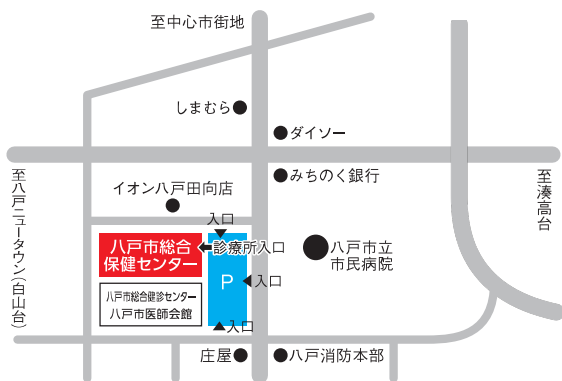 至中心市街地
しまむら
ダイソー
みちのく銀行
イオン八戸田向店
至八戸ニュータウン(白山台)
至湊高台
入口
八戸市総合
保健センター
診療所入口
八戸市立
市民病院
P
入口
八戸市総合健診センター
八戸市医師会館
入口
庄屋
八戸消防本部